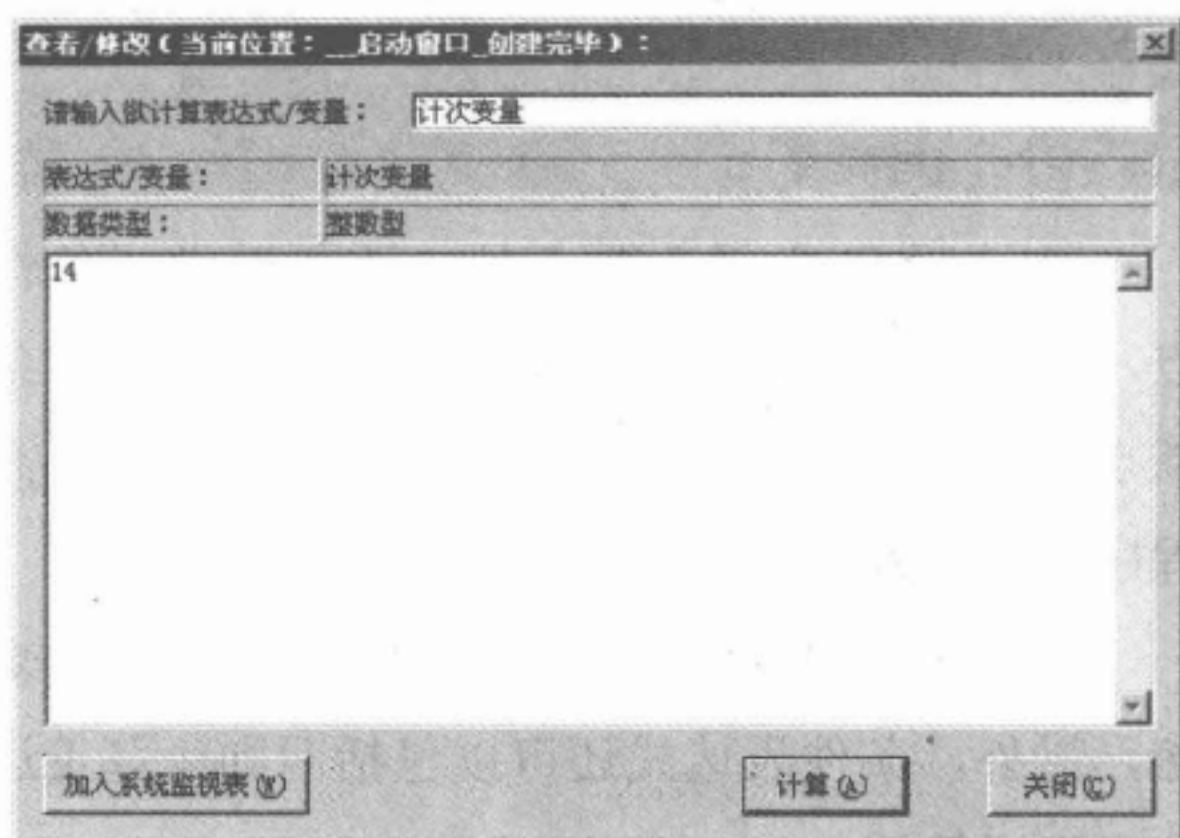 查看/修改(当前位置:__启动窗口_创建完毕):
请输入欲计算表达式/变量: 计次变量
表达式/变量: 计次变量
数据类型: 整数型
14
加入系统监视表(W) 计算(A) 关闭(C)